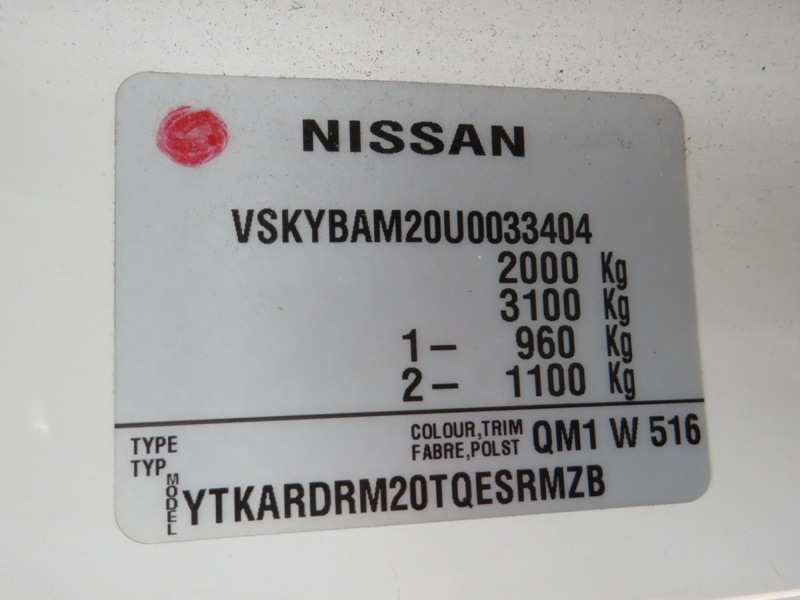 NISSAN
VSKYBAM20U0033404
2000 Kg
3100 Kg
1- 960 Kg
2- 1100 Kg
TYPE
TYP
COLOUR,TRIM
FABRE,POLST
QM1 W 516
MODEL
YTKARDRM20TQESRMZB